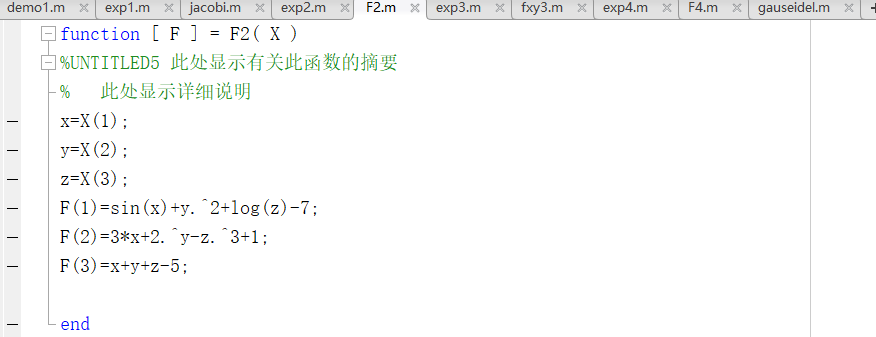 demo1.m × exp1.m × jacobi.m × exp2.m × F2.m × exp3.m × fxy3.m × exp4.m × F4.m × gauseidel.m × +
function [ F ] = F2( X )
%UNTITLED5 此处显示有关此函数的摘要
%   此处显示详细说明
x=X(1);
y=X(2);
z=X(3);
F(1)=sin(x)+y.^2+log(z)-7;
F(2)=3*x+2.^y-z.^3+1;
F(3)=x+y+z-5;
end